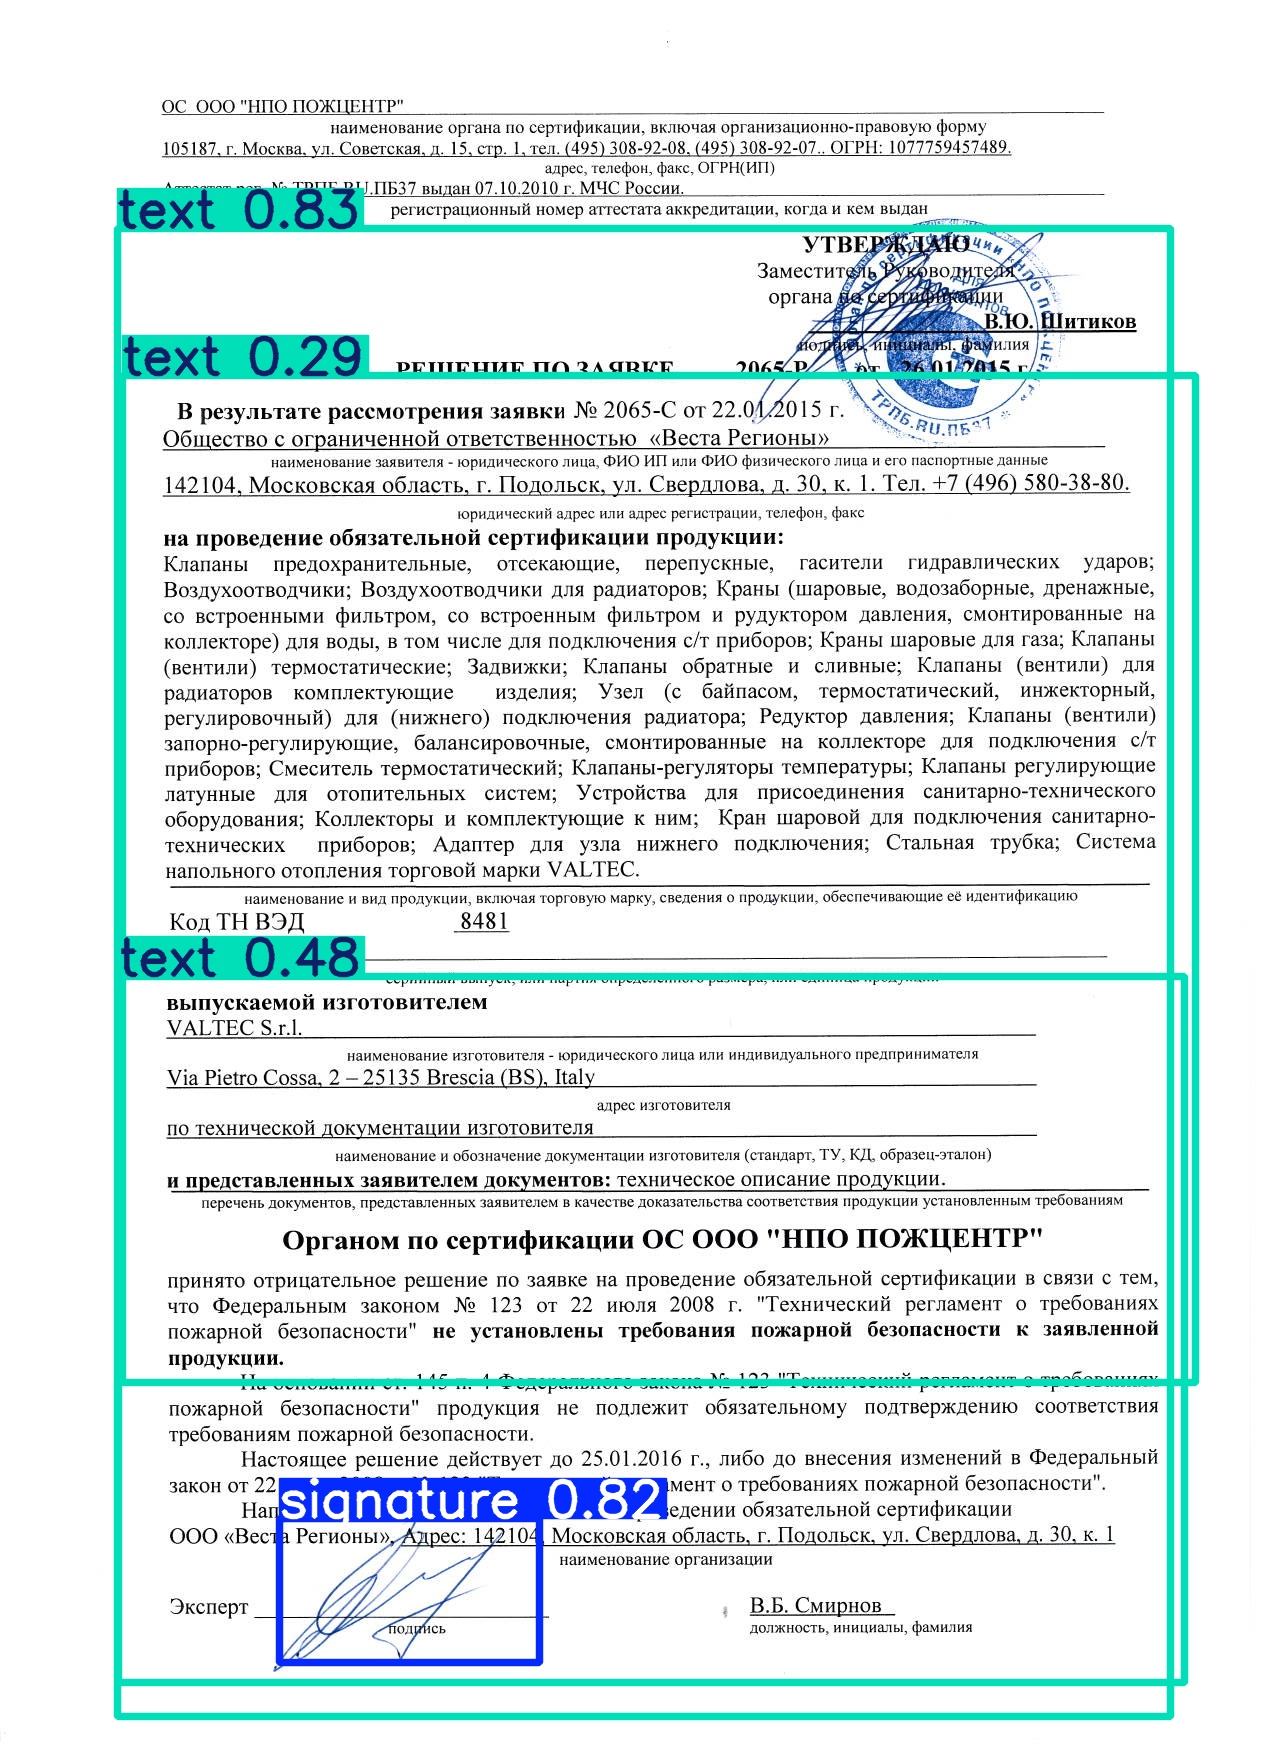 ОС ООО "НПО ПОЖЦЕНТР"
наименование органа по сертификации, включая организационно-правовую форму
105187, г. Москва, ул. Советская, д. 15, стр. 1, тел. (495) 308-92-08, (495) 308-92-07.. ОГРН: 1077759457489.
адрес, телефон, факс, ОГРН(ИП)
Аттестат рег. № ТРПБ.RU.ПБ37 выдан 07.10.2010 г. МЧС России.
text 0.83
регистрационный номер аттестата аккредитации, когда и кем выдан
УТВЕРЖДАЮ
Заместитель Руководителя
органа по сертификации
В.Ю. Шитиков
подпись, инициалы, фамилия
text 0.29
РЕШЕНИЕ ПО ЗАЯВКЕ 2065-Р от 26.01.2015 г.
В результате рассмотрения заявки № 2065-С от 22.01.2015 г.
ТРПБ.RU.ПБ37
Общество с ограниченной ответственностью «Веста Регионы»
наименование заявителя - юридического лица, ФИО ИП или ФИО физического лица и его паспортные данные
142104, Московская область, г. Подольск, ул. Свердлова, д. 30, к. 1. Тел. +7 (496) 580-38-80.
юридический адрес или адрес регистрации, телефон, факс
на проведение обязательной сертификации продукции:
Клапаны предохранительные, отсекающие, перепускные, гасители гидравлических ударов;
Воздухоотводчики; Воздухоотводчики для радиаторов; Краны (шаровые, водозаборные, дренажные,
со встроенными фильтром, со встроенным фильтром и рудуктором давления, смонтированные на
коллекторе) для воды, в том числе для подключения с/т приборов; Краны шаровые для газа; Клапаны
(вентили) термостатические; Задвижки; Клапаны обратные и сливные; Клапаны (вентили) для
радиаторов комплектующие изделия; Узел (с байпасом, термостатический, инжекторный,
регулировочный) для (нижнего) подключения радиатора; Редуктор давления; Клапаны (вентили)
запорно-регулирующие, балансировочные, смонтированные на коллекторе для подключения с/т
приборов; Смеситель термостатический; Клапаны-регуляторы температуры; Клапаны регулирующие
латунные для отопительных систем; Устройства для присоединения санитарно-технического
оборудования; Коллекторы и комплектующие к ним; Кран шаровой для подключения санитарно-
технических приборов; Адаптер для узла нижнего подключения; Стальная трубка; Система
напольного отопления торговой марки VALTEC.
наименование и вид продукции, включая торговую марку, сведения о продукции, обеспечивающие её идентификацию
Код ТН ВЭД 8481
text 0.48
серийный выпуск, или партия определенного размера, или единица продукции
выпускаемой изготовителем
VALTEC S.r.l.
наименование изготовителя - юридического лица или индивидуального предпринимателя
Via Pietro Cossa, 2 – 25135 Brescia (BS), Italy
адрес изготовителя
по технической документации изготовителя
наименование и обозначение документации изготовителя (стандарт, ТУ, КД, образец-эталон)
и представленных заявителем документов: техническое описание продукции.
перечень документов, представленных заявителем в качестве доказательства соответствия продукции установленным требованиям
Органом по сертификации ОС ООО "НПО ПОЖЦЕНТР"
принято отрицательное решение по заявке на проведение обязательной сертификации в связи с тем,
что Федеральным законом № 123 от 22 июля 2008 г. "Технический регламент о требованиях
пожарной безопасности" не установлены требования пожарной безопасности к заявленной
продукции.
На основании ст. 145 п. 4 Федерального закона № 123 "Технический регламент о требованиях
пожарной безопасности" продукция не подлежит обязательному подтверждению соответствия
требованиям пожарной безопасности.
Настоящее решение действует до 25.01.2016 г., либо до внесения изменений в Федеральный
закон от 22 о требованиях пожарной безопасности".
signature 0.82
обязательной сертификации
ООО «Веста Регионы», Адрес: 142104, Московская область, г. Подольск, ул. Свердлова, д. 30, к. 1
наименование организации
Эксперт В.Б. Смирнов
подпись должность, инициалы, фамилия